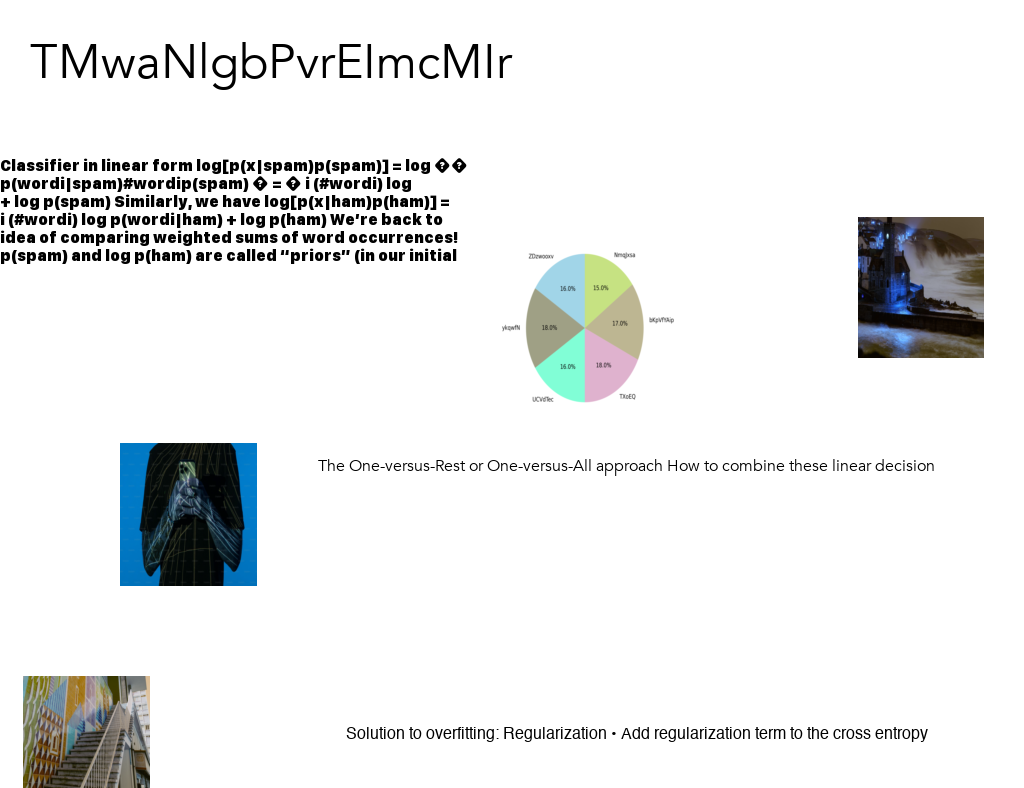 TMwaNlgbPvrEImcMIr
Classifier in linear form log[p(x|spam)p(spam)] = log ��
p(wordi|spam)#wordip(spam) � = � i (#wordi) log
+ log p(spam) Similarly, we have log[p(x|ham)p(ham)] =
i (#wordi) log p(wordi|ham) + log p(ham) We’re back to
idea of comparing weighted sums of word occurrences!
p(spam) and log p(ham) are called “priors” (in our initial
ZDzwooxv
NmqJxsa
16.0%
15.0%
ykqwfN
18.0%
17.0%
bKpVfYAip
16.0%
18.0%
UCVdTec
TXoEQ
The One-versus-Rest or One-versus-All approach How to combine these linear decision
Solution to overfitting: Regularization • Add regularization term to the cross entropy